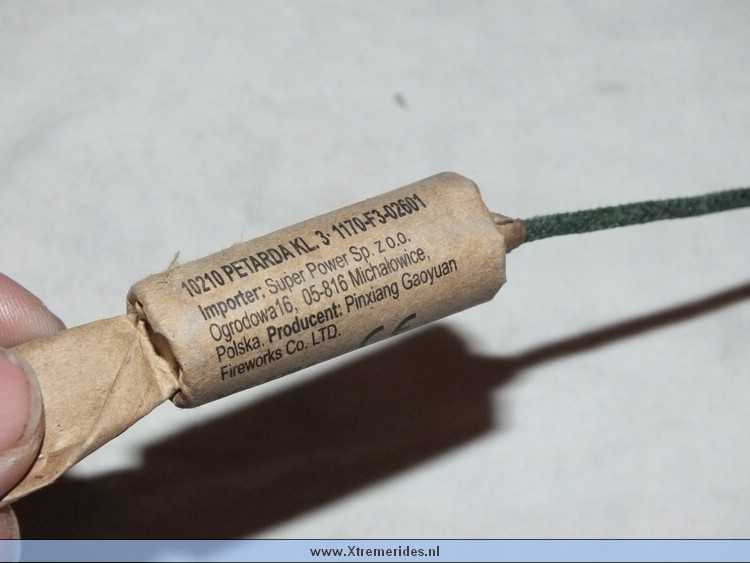 10210 PETARDA KL. 3- 1170-F3-02601
Importer: Super Power Sp. z o.o.
Ogrodowa16, 05-816 Michałowice,
Polska. Producent: Pinxiang Gaoyuan
Fireworks Co. LTD.
CE
www.Xtremerides.nl